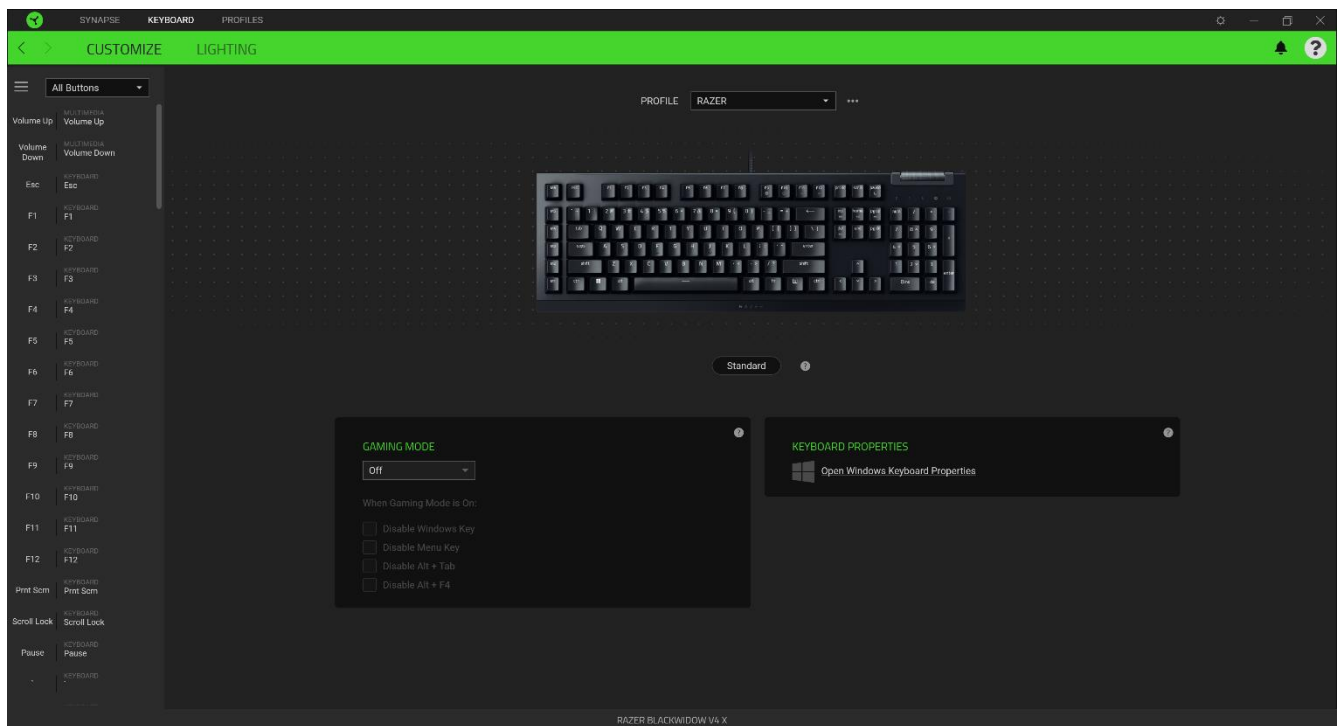 SYNAPSE KEYBOARD PROFILES
CUSTOMIZE LIGHTING
All Buttons
PROFILE RAZER
Volume Up
MULTIMEDIA
Volume Up
Volume Down
MULTIMEDIA
Volume Down
Esc
KEYBOARD
Esc
F1
KEYBOARD
F1
F2
KEYBOARD
F2
F3
KEYBOARD
F3
F4
KEYBOARD
F4
F5
KEYBOARD
F5
F6
KEYBOARD
F6
F7
KEYBOARD
F7
F8
KEYBOARD
F8
F9
KEYBOARD
F9
F10
KEYBOARD
F10
F11
KEYBOARD
F11
F12
KEYBOARD
F12
Prnt Scrn
KEYBOARD
Prnt Scrn
Scroll Lock
KEYBOARD
Scroll Lock
Pause
KEYBOARD
Pause
KEYBOARD
Standard
GAMING MODE
Off
When Gaming Mode is On:
Disable Windows Key
Disable Menu Key
Disable Alt + Tab
Disable Alt + F4
KEYBOARD PROPERTIES
Open Windows Keyboard Properties
RAZER BLACKWIDOW V4 X